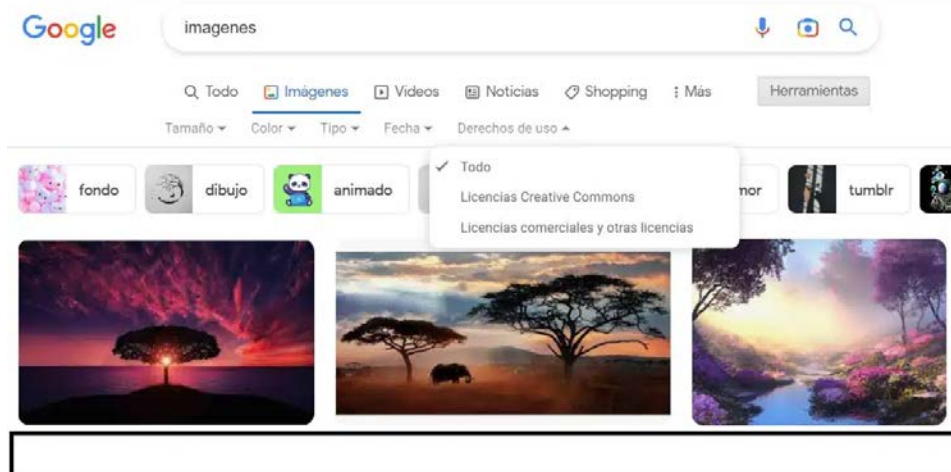 Google
imagenes
Todo Imágenes Videos Noticias Shopping Más Herramientas
Tamaño Color Tipo Fecha Derechos de uso
Todo
Licencias Creative Commons
Licencias comerciales y otras licencias
fondo dibujo animado tumblr